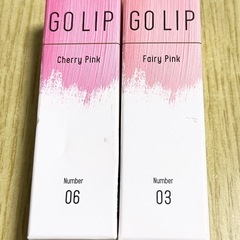 GO LIP
Cherry Pink
Number
06
GO LIP
Fairy Pink
Number
03